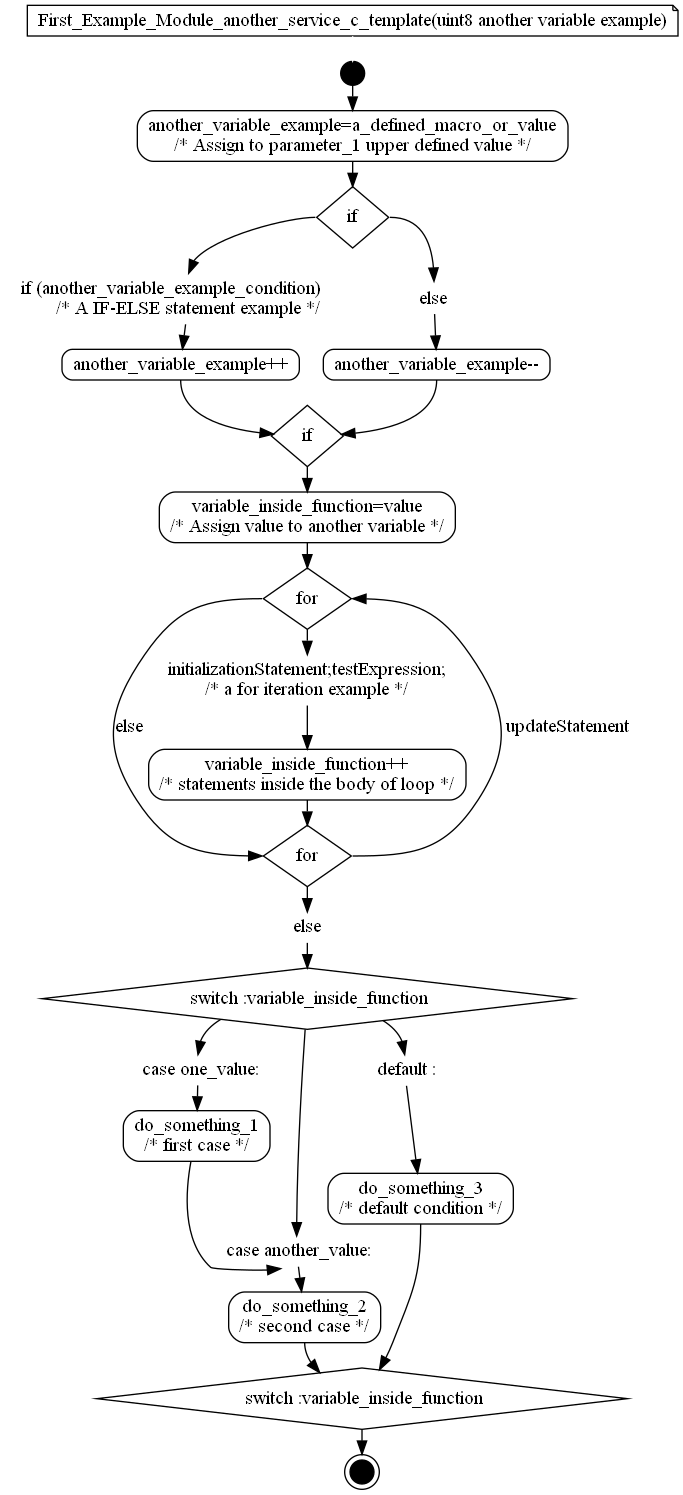 First_Example_Module_another_service_c_template(uint8 another variable example)
another_variable_example=a_defined_macro_or_value
/* Assign to parameter_1 upper defined value */
if
if (another_variable_example_condition)
/* A IF-ELSE statement example */
else
another_variable_example++
another_variable_example--
if
variable_inside_function=value
/* Assign value to another variable */
for
initializationStatement;testExpression;
/* a for iteration example */
else
updateStatement
variable_inside_function++
/* statements inside the body of loop */
for
else
switch :variable_inside_function
case one_value:
default :
do_something_1
/* first case */
do_something_3
/* default condition */
case another_value:
do_something_2
/* second case */
switch :variable_inside_function